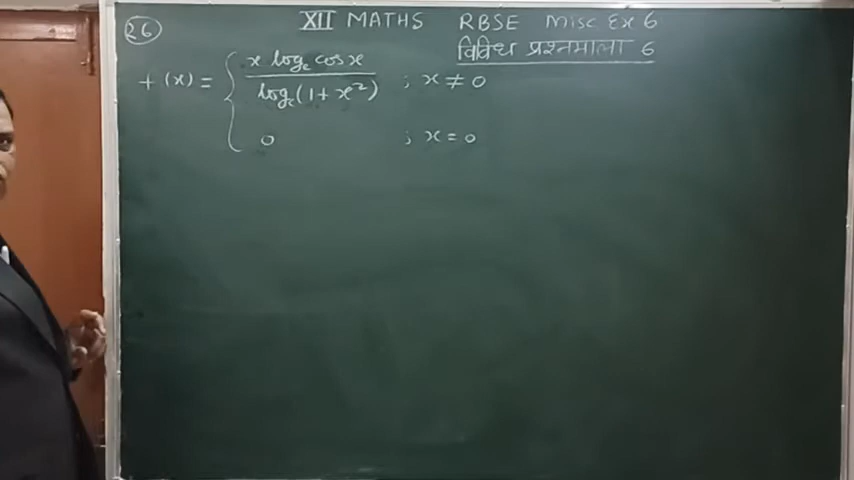 26
XII MATHS RBSE Misc Ex 6
विविध प्रश्नमाला 6
f(x) = { x logₑ cos x / logₑ(1+x²) ; x ≠ 0
0 ; x = 0